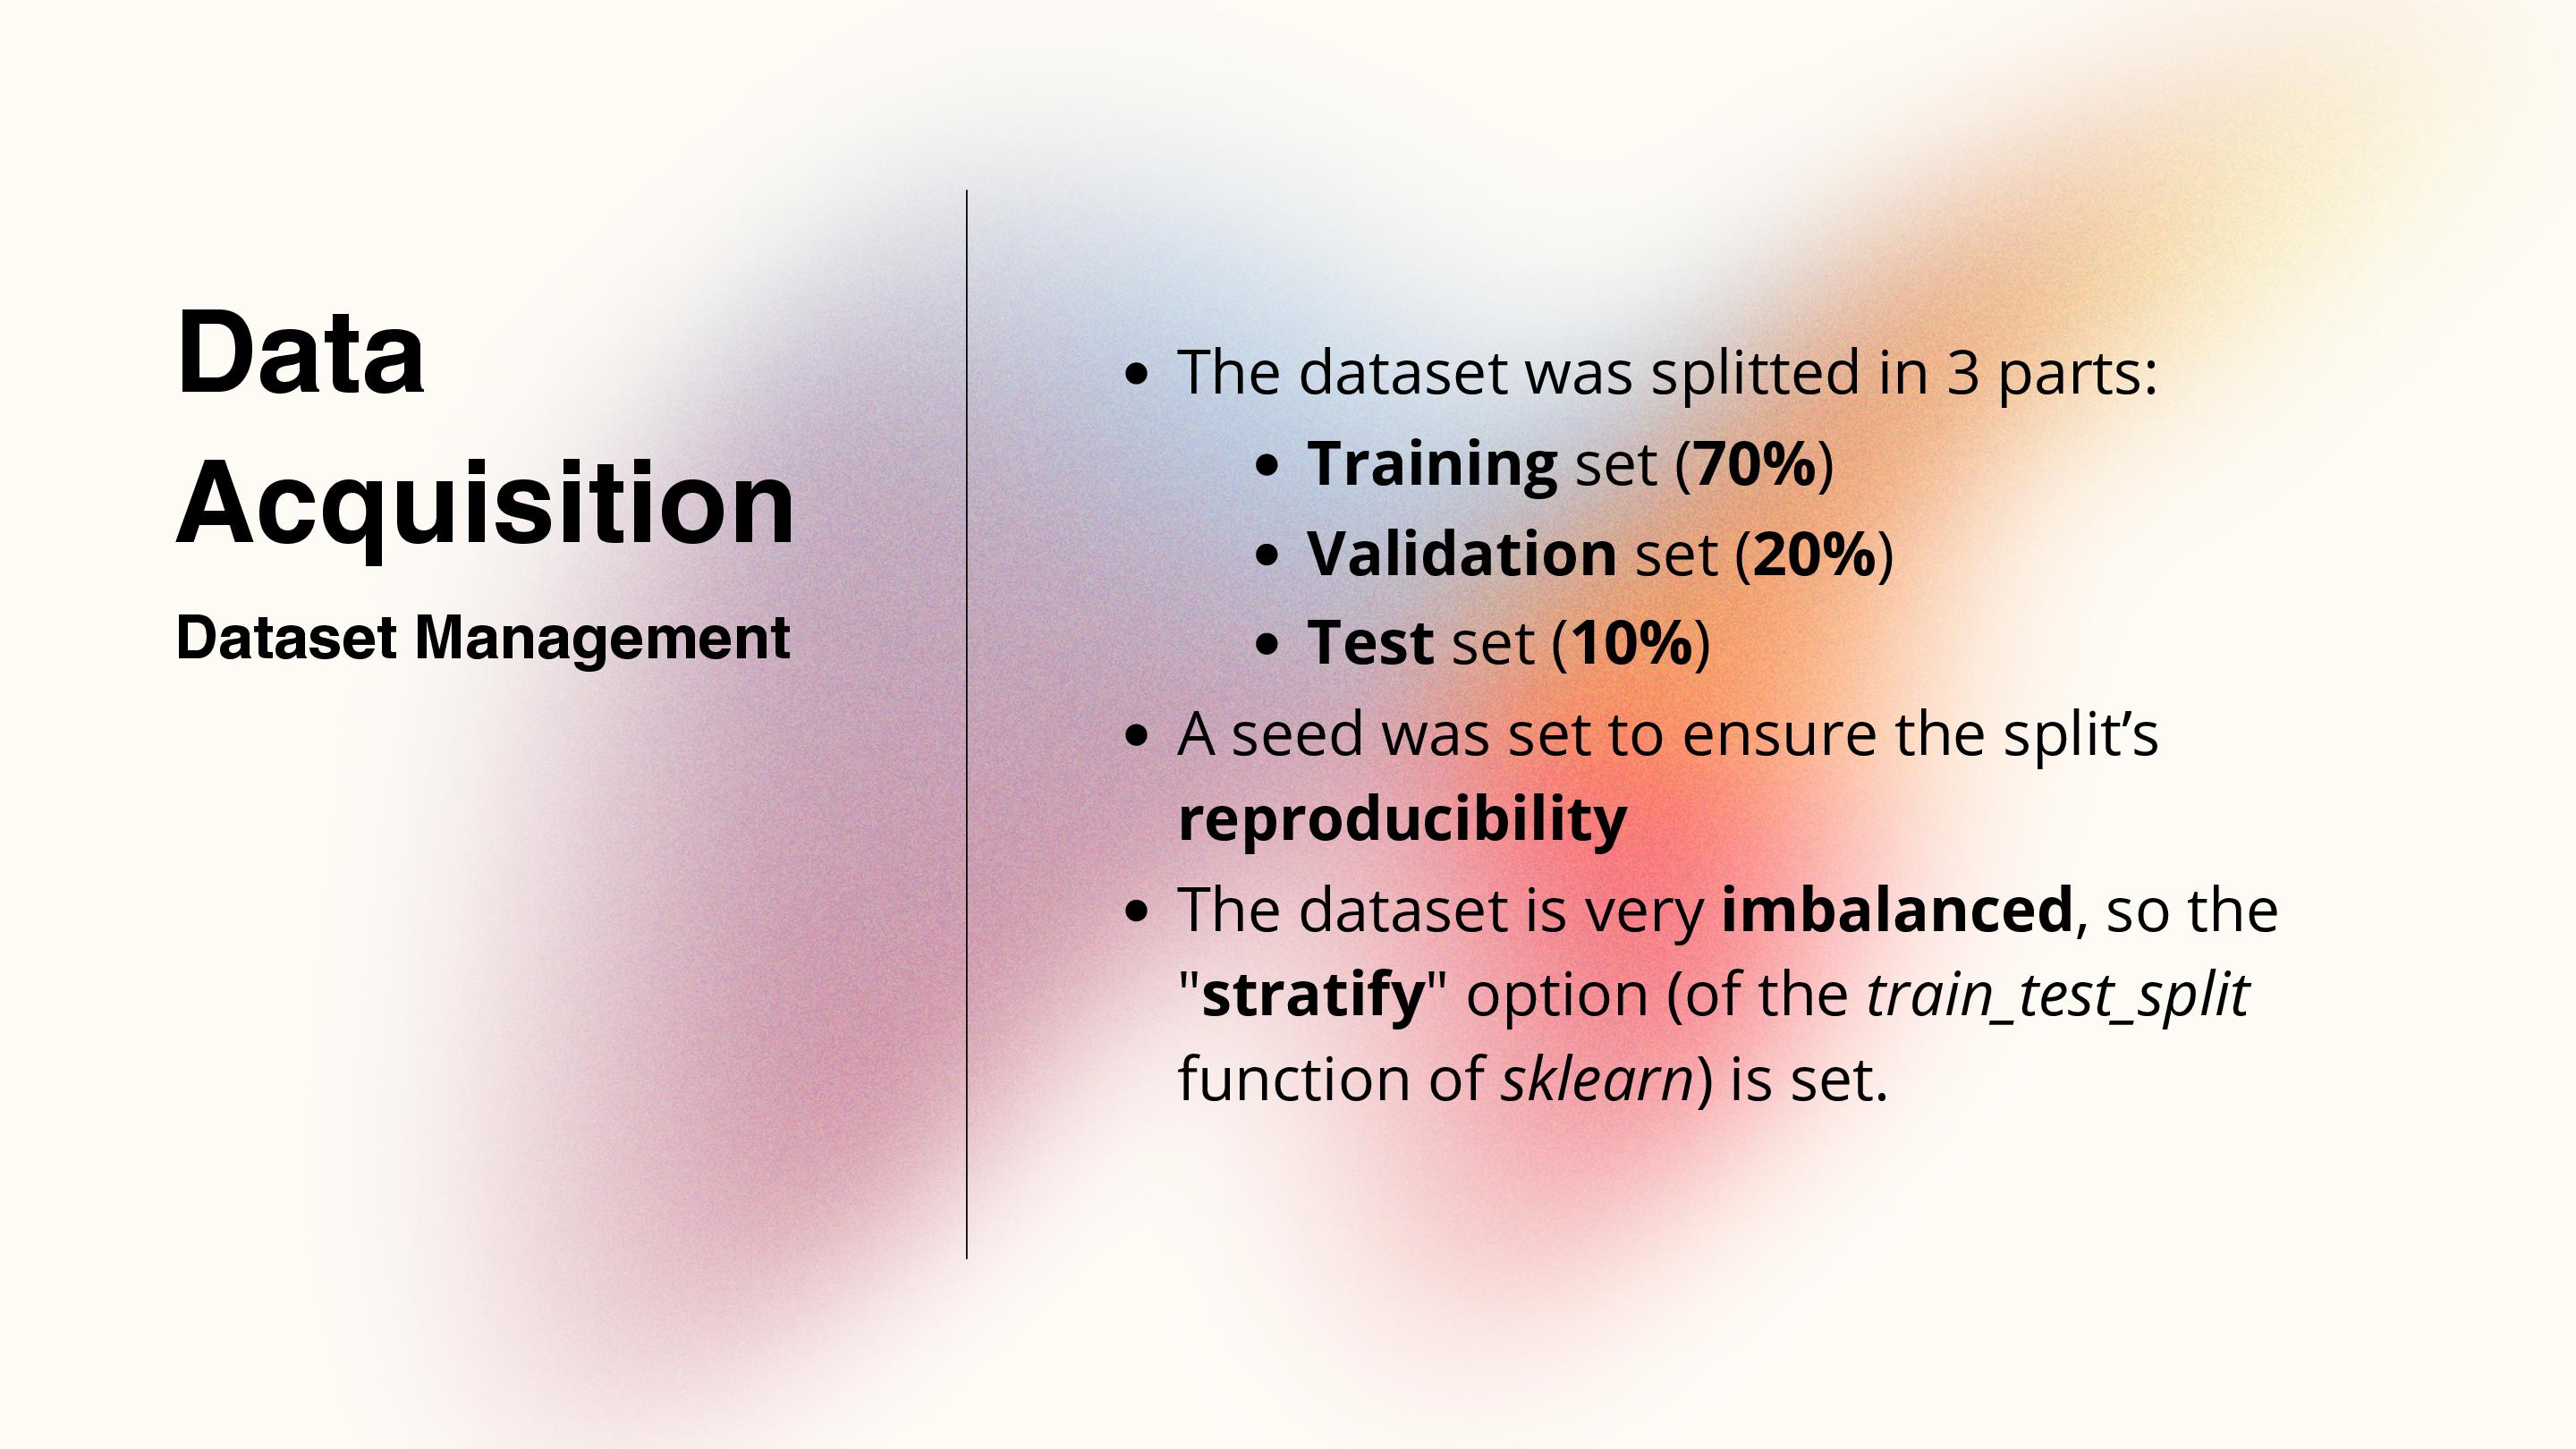 Data
Acquisition
Dataset Management
• The dataset was splitted in 3 parts:
• Training set (70%)
• Validation set (20%)
• Test set (10%)
• A seed was set to ensure the split’s
reproducibility
• The dataset is very imbalanced, so the
"stratify" option (of the train_test_split
function of sklearn) is set.